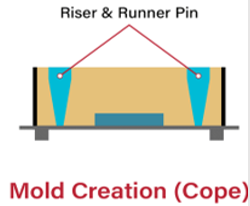 Riser & Runner Pin
Mold Creation (Cope)